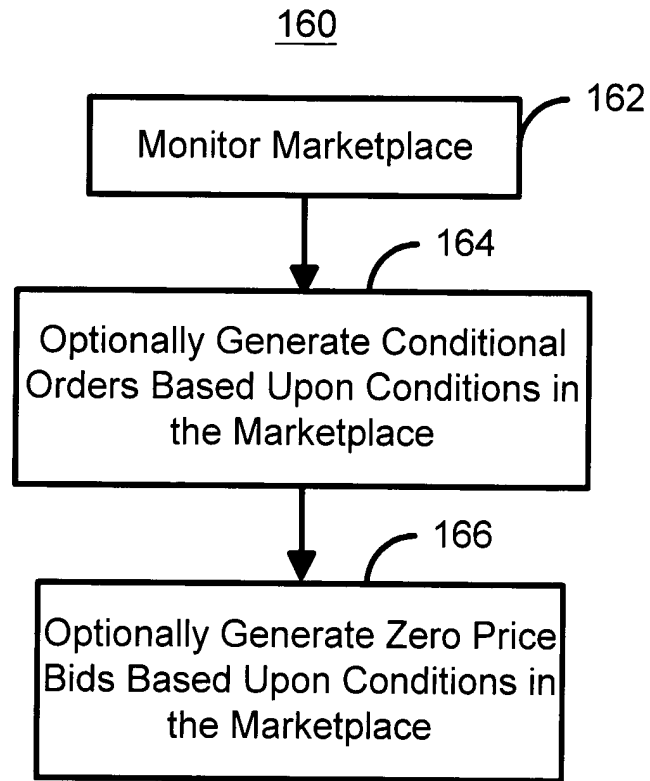 160
162
Monitor Marketplace
164
Optionally Generate Conditional
Orders Based Upon Conditions in
the Marketplace
166
Optionally Generate Zero Price
Bids Based Upon Conditions in
the Marketplace